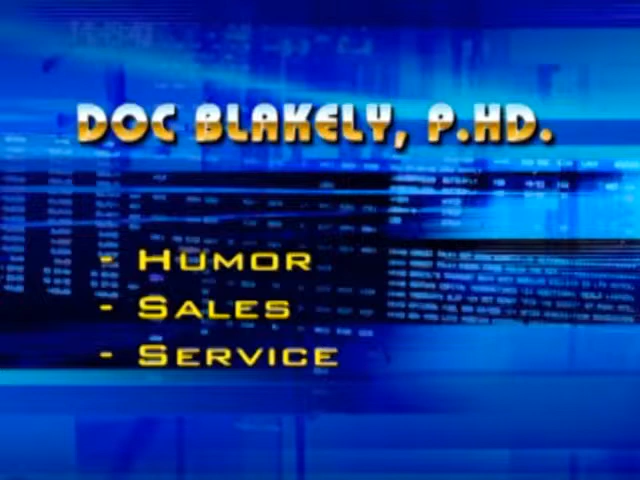 DOC BLAKELY, P.HD.
- HUMOR
- SALES
- SERVICE